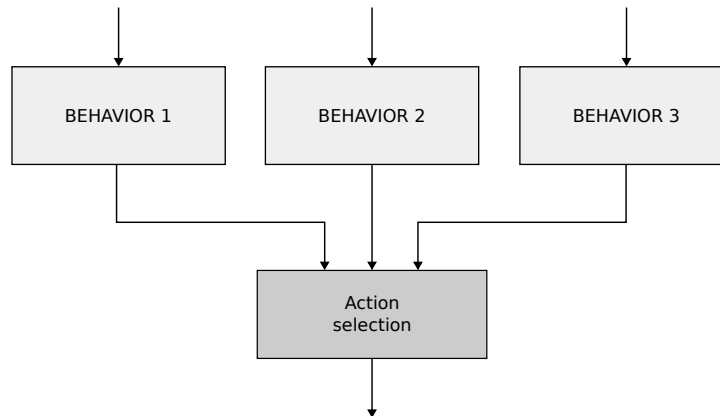 BEHAVIOR 1
BEHAVIOR 2
BEHAVIOR 3
Action
selection